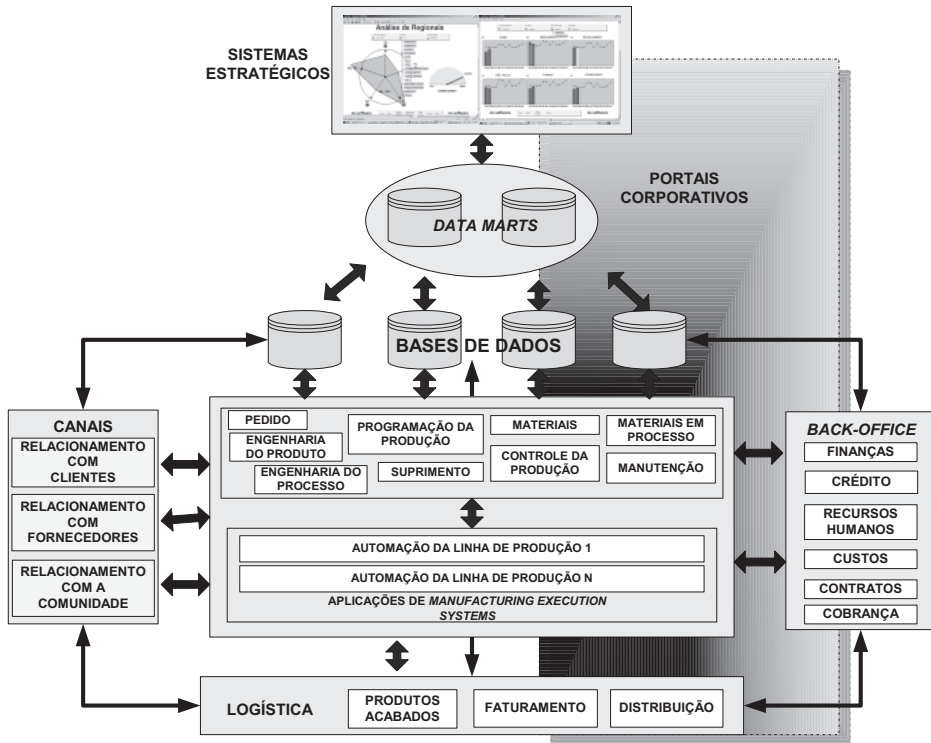 Análise de Regionais
SISTEMAS
ESTRATÉGICOS
PORTAIS
CORPORATIVOS
DATA MARTS
BASES DE DADOS
CANAIS
RELACIONAMENTO
COM
CLIENTES
RELACIONAMENTO
COM
FORNECEDORES
RELACIONAMENTO
COM A
COMUNIDADE
PEDIDO
ENGENHARIA
DO PRODUTO
ENGENHARIA DO
PROCESSO
PROGRAMAÇÃO DA
PRODUÇÃO
SUPRIMENTO
MATERIAIS
CONTROLE DA
PRODUÇÃO
MATERIAIS EM
PROCESSO
MANUTENÇÃO
AUTOMAÇÃO DA LINHA DE PRODUÇÃO 1
AUTOMAÇÃO DA LINHA DE PRODUÇÃO N
APLICAÇÕES DE MANUFACTURING EXECUTION
SYSTEMS
BACK-OFFICE
FINANÇAS
CRÉDITO
RECURSOS
HUMANOS
CUSTOS
CONTRATOS
COBRANÇA
LOGÍSTICA
PRODUTOS
ACABADOS
FATURAMENTO
DISTRIBUIÇÃO